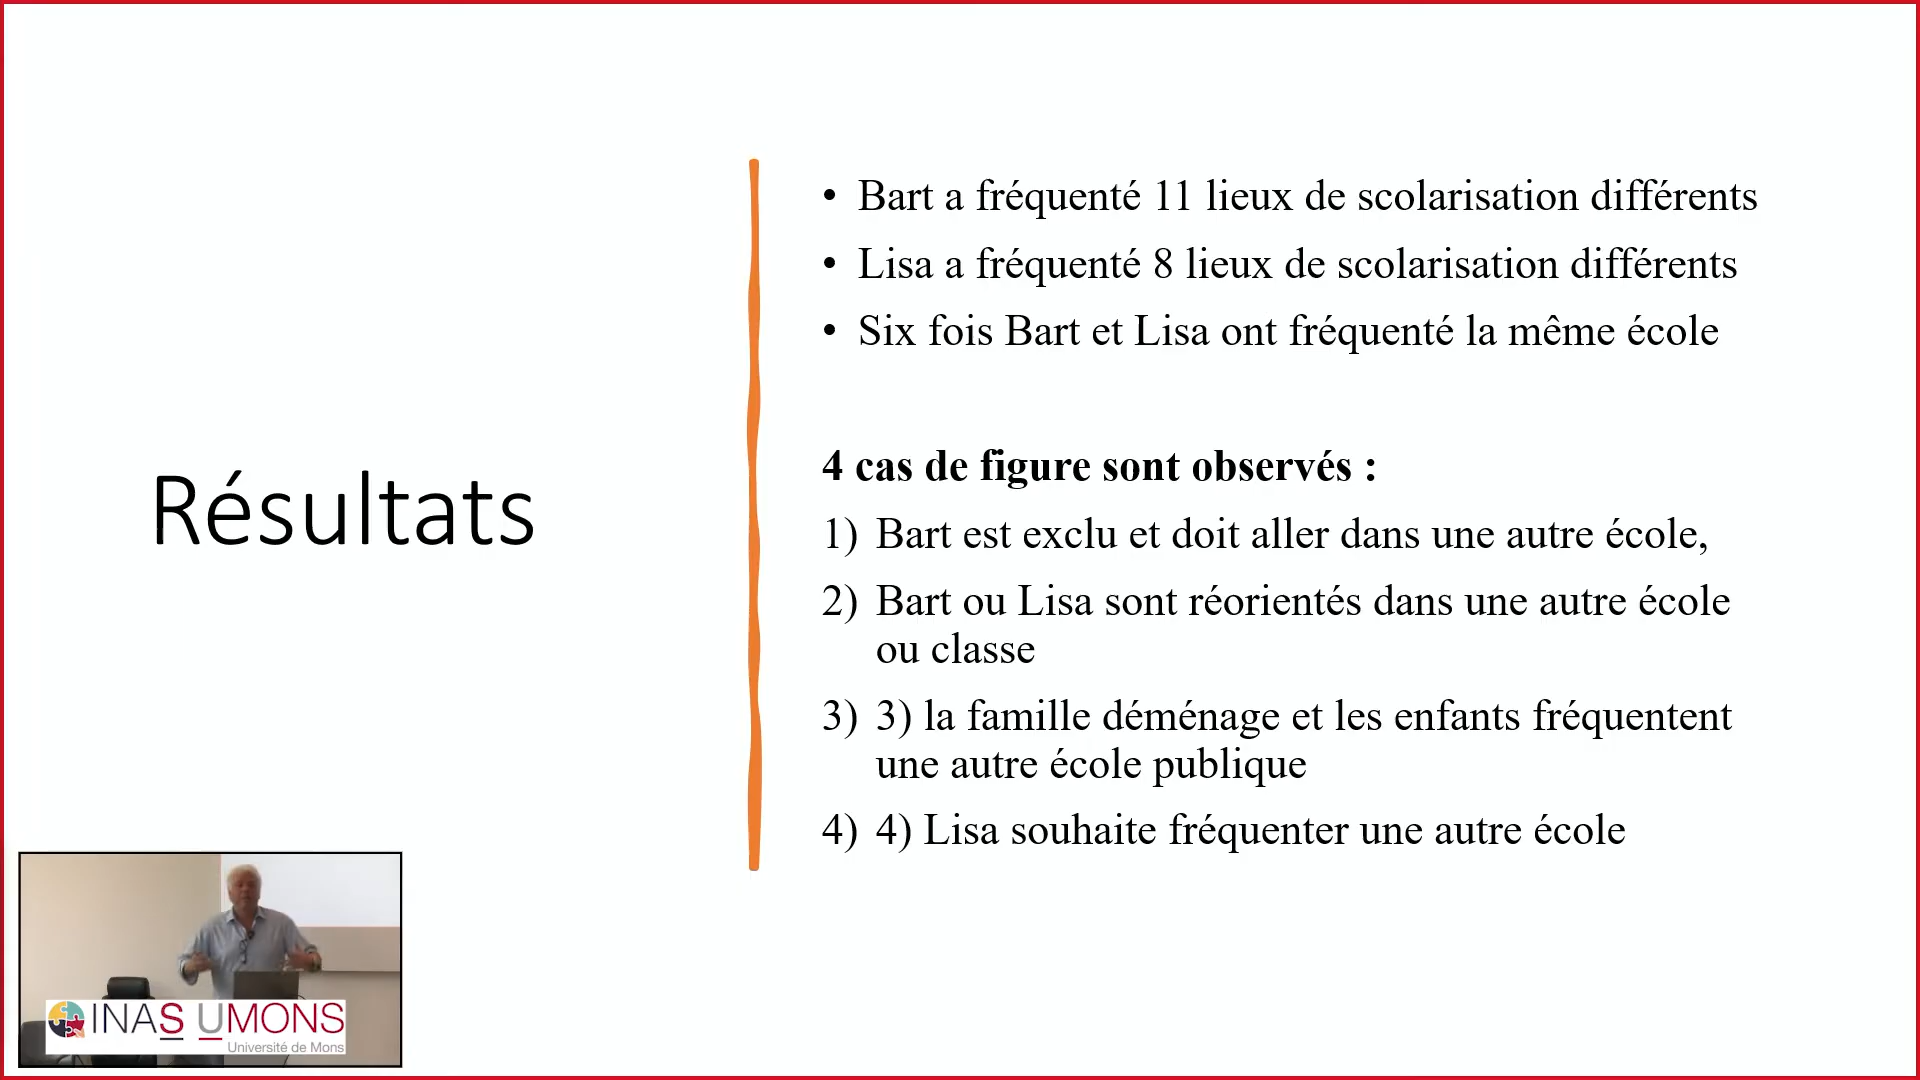 Résultats
• Bart a fréquenté 11 lieux de scolarisation différents
• Lisa a fréquenté 8 lieux de scolarisation différents
• Six fois Bart et Lisa ont fréquenté la même école
4 cas de figure sont observés :
1) Bart est exclu et doit aller dans une autre école,
2) Bart ou Lisa sont réorientés dans une autre école
ou classe
3) 3) la famille déménage et les enfants fréquentent
une autre école publique
4) 4) Lisa souhaite fréquenter une autre école
INAS UMONS
Université de Mons